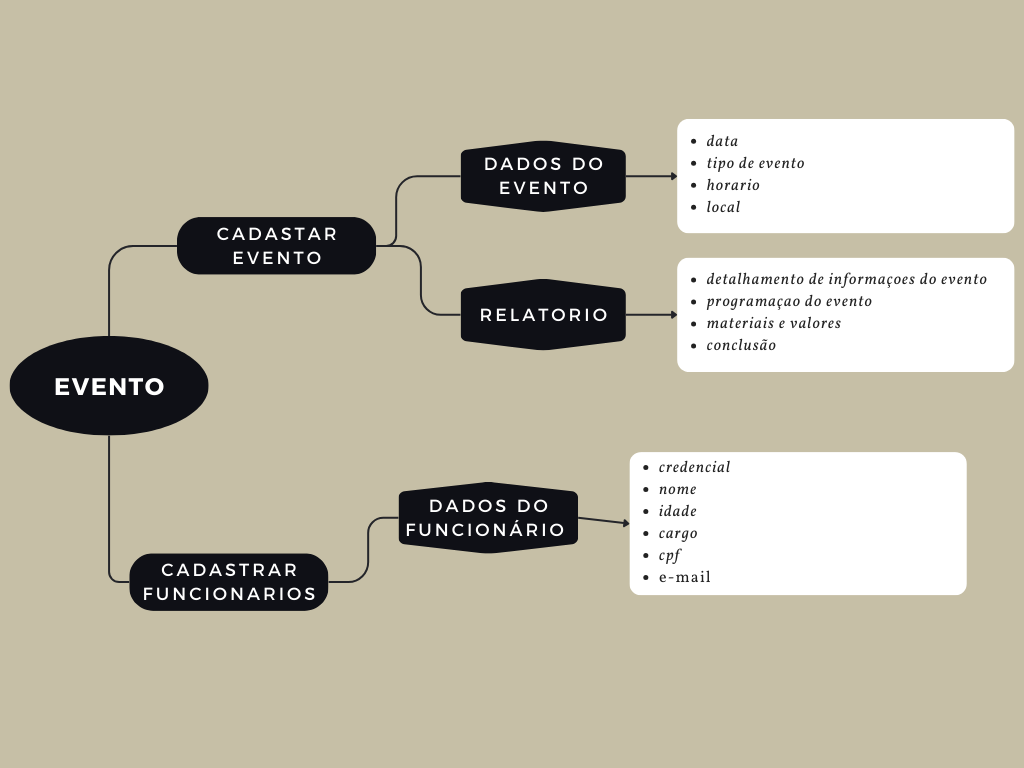 EVENTO
CADASTAR
EVENTO
DADOS DO
EVENTO
data
tipo de evento
horario
local
RELATORIO
detalhamento de informaçoes do evento
programaçao do evento
materiais e valores
conclusão
CADASTRAR
FUNCIONARIOS
DADOS DO
FUNCIONÁRIO
credencial
nome
idade
cargo
cpf
e-mail